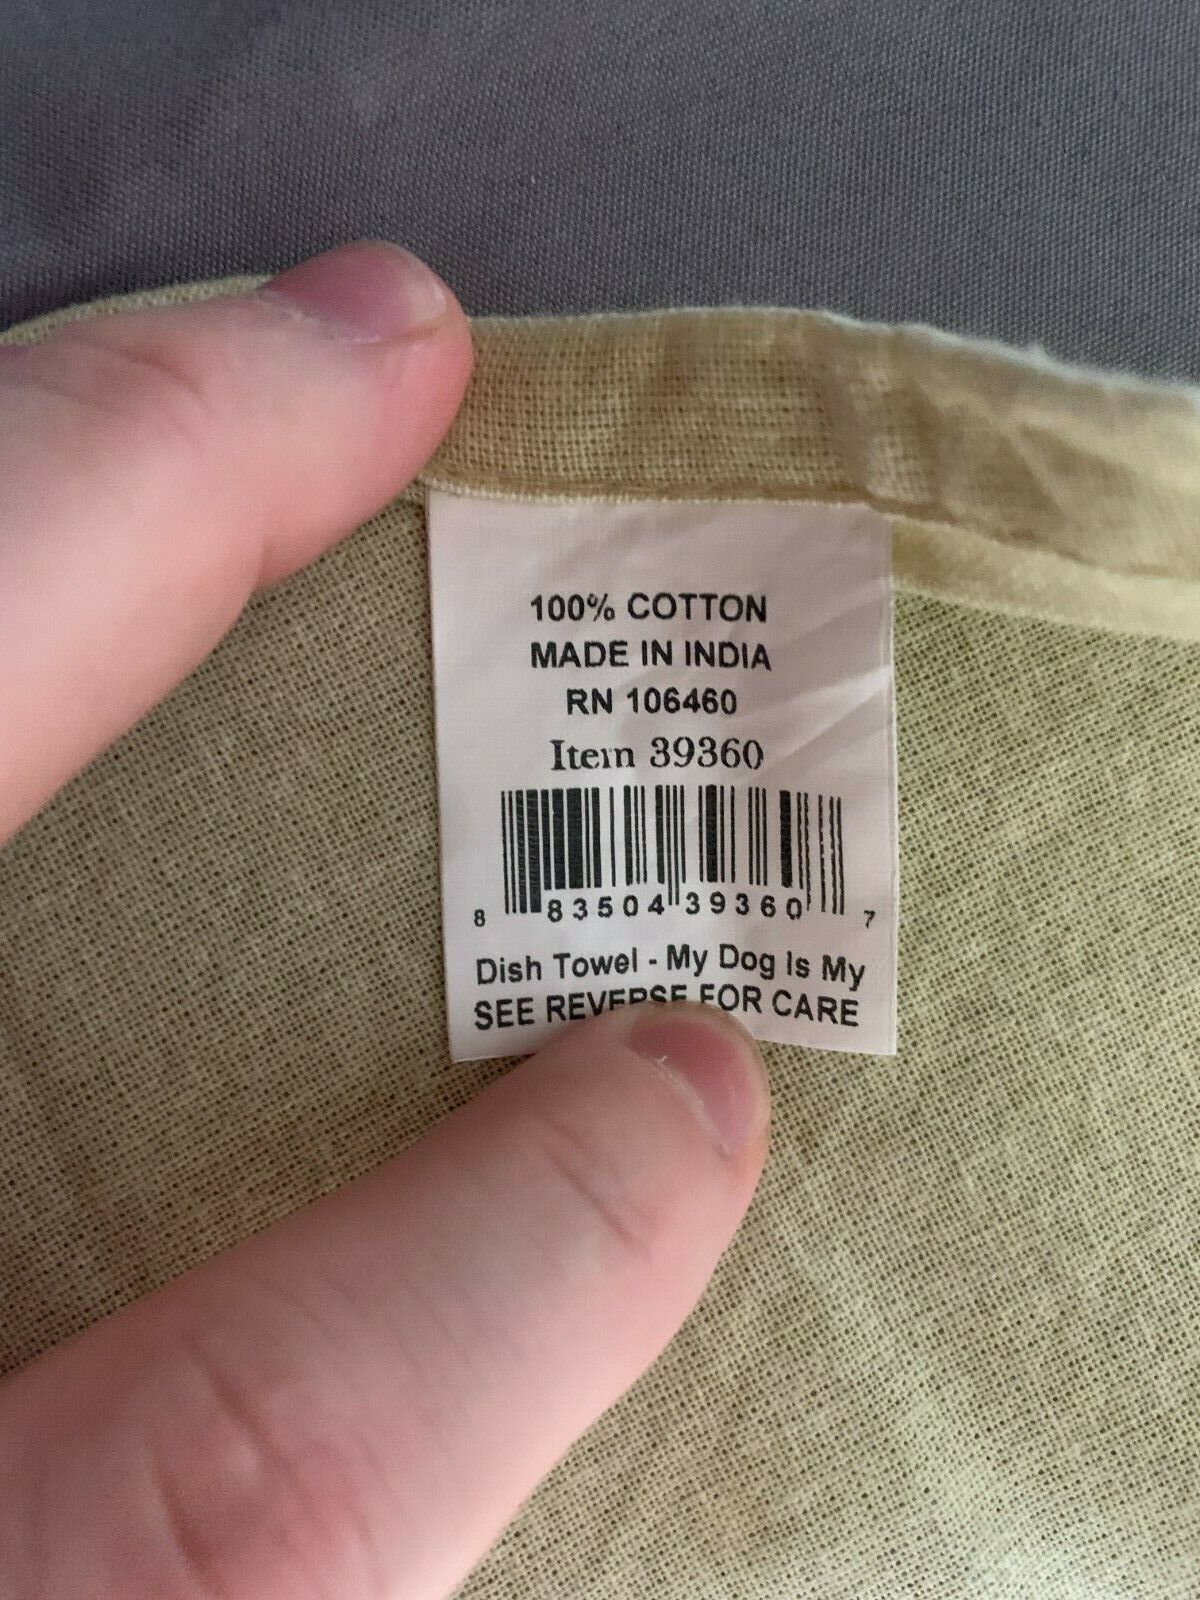 100% COTTON
MADE IN INDIA
RN 106460
Item 39360
8 83504 39360 7
Dish Towel - My Dog Is My
SEE REVERSE FOR CARE